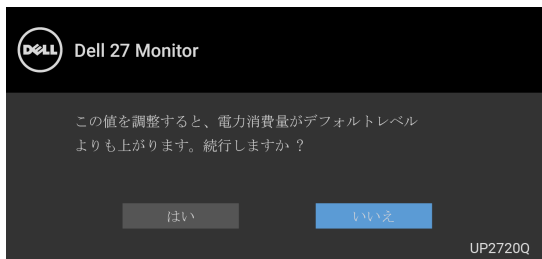 DELL
Dell 27 Monitor
この値を調整すると、電力消費量がデフォルトレベル
よりも上がります。続行しますか ?
はい
いいえ
UP2720Q